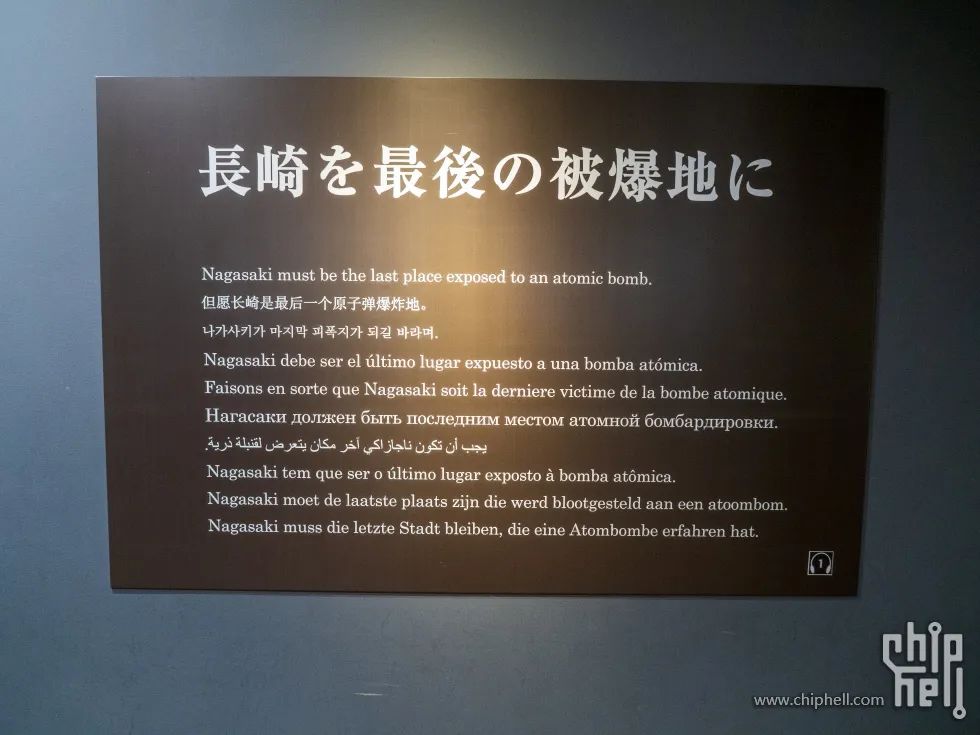 長崎を最後の被爆地に
Nagasaki must be the last place exposed to an atomic bomb.
但愿长崎是最后一个原子弹爆炸地。
나가사키가 마지막 피폭지가 되길 바라며.
Nagasaki debe ser el último lugar expuesto a una bomba atómica.
Faisons en sorte que Nagasaki soit la derniere victime de la bombe atomique.
Нагасаки должен быть последним местом атомной бомбардировки.
يجب أن تكون ناجازاكي آخر مكان يتعرض لقنبلة ذرية.
Nagasaki tem que ser o último lugar exposto à bomba atômica.
Nagasaki moet de laatste plaats zijn die werd blootgesteld aan een atoombom.
Nagasaki muss die letzte Stadt bleiben, die eine Atombombe erfahren hat.
1
chip
hell
www.chiphell.com